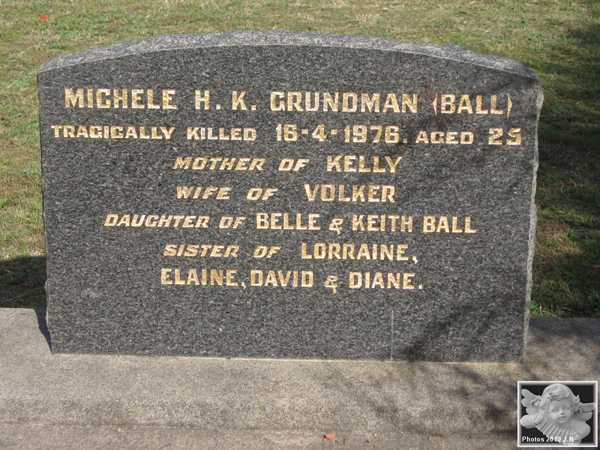 MICHELE H. K. GRUNDMAN (BALL)
TRAGICALLY KILLED 16-4-1976. AGED 25
MOTHER OF KELLY
WIFE OF VOLKER
DAUGHTER OF BELLE & KEITH BALL
SISTER OF LORRAINE,
ELAINE, DAVID & DIANE.
Photos 2013 J.N